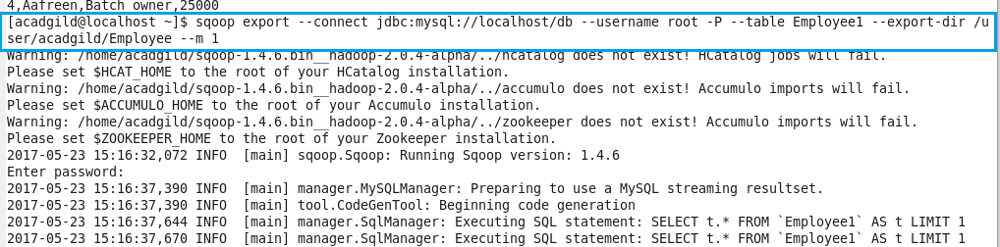 4,Aafreen,Batch owner,25000
[acadgild@localhost ~]$ sqoop export --connect jdbc:mysql://localhost/db --username root -P --table Employee1 --export-dir /u
ser/acadgild/Employee --m 1
Warning: /home/acadgild/sqoop-1.4.6.bin__hadoop-2.0.4-alpha/../hcatalog does not exist! HCatalog jobs will fail.
Please set $HCAT_HOME to the root of your HCatalog installation.
Warning: /home/acadgild/sqoop-1.4.6.bin__hadoop-2.0.4-alpha/../accumulo does not exist! Accumulo imports will fail.
Please set $ACCUMULO_HOME to the root of your Accumulo installation.
Warning: /home/acadgild/sqoop-1.4.6.bin__hadoop-2.0.4-alpha/../zookeeper does not exist! Accumulo imports will fail.
Please set $ZOOKEEPER_HOME to the root of your Zookeeper installation.
2017-05-23 15:16:32,072 INFO  [main] sqoop.Sqoop: Running Sqoop version: 1.4.6
Enter password:
2017-05-23 15:16:37,390 INFO  [main] manager.MySQLManager: Preparing to use a MySQL streaming resultset.
2017-05-23 15:16:37,390 INFO  [main] tool.CodeGenTool: Beginning code generation
2017-05-23 15:16:37,644 INFO  [main] manager.SqlManager: Executing SQL statement: SELECT t.* FROM `Employee1` AS t LIMIT 1
2017-05-23 15:16:37,670 INFO  [main] manager.SqlManager: Executing SQL statement: SELECT t.* FROM `Employee1` AS t LIMIT 1